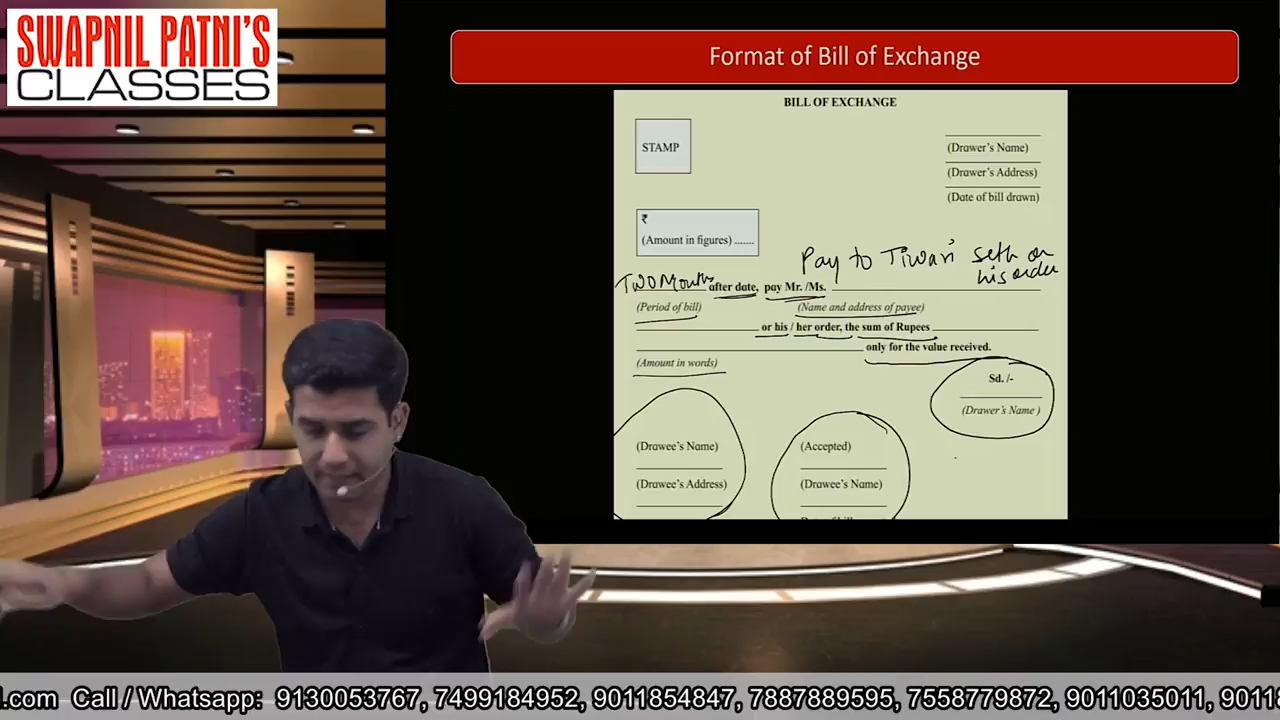 SWAPNIL PATNI'S
CLASSES
Format of Bill of Exchange
BILL OF EXCHANGE
STAMP
(Drawer's Name)
(Drawer's Address)
(Date of bill drawn)
₹
(Amount in figures) .......
Pay to Tiwari seth or
his order
Two Months after date, pay Mr. /Ms.
(Period of bill) (Name and address of payee)
or his / her order, the sum of Rupees
only for the value received.
(Amount in words)
Sd. /-
(Drawer's Name )
(Drawee's Name) (Accepted)
(Drawee's Address) (Drawee's Name)
l.com Call / Whatsapp: 9130053767, 7499184952, 9011854847, 7887889595, 7558779872, 9011035011, 9011